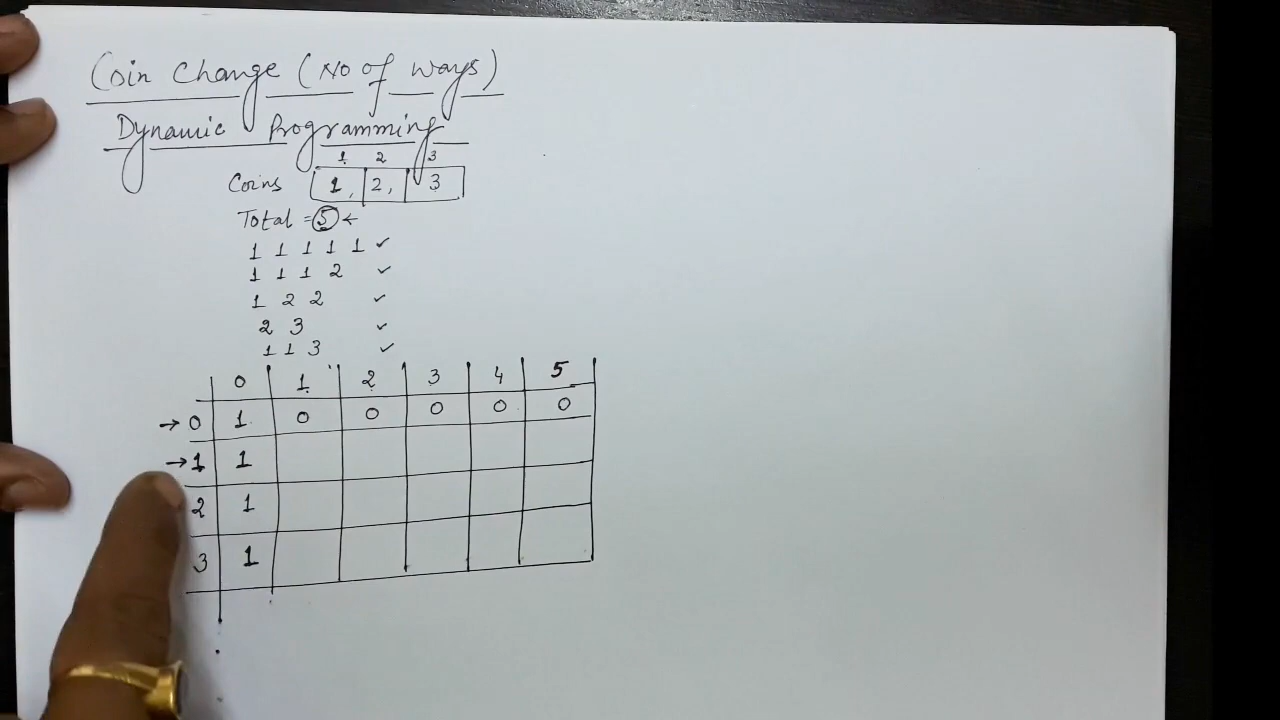 Coin Change (No of ways)
Dynamic Programming
1 2 3
Coins 1, 2, 3
Total = 5 ←
1 1 1 1 1 ✓
1 1 1 2 ✓
1 2 2 ✓
2 3 ✓
1 1 3 ✓
0 1 2 3 4 5
→ 0 1 0 0 0 0 0
→ 1 1
2 1
3 1